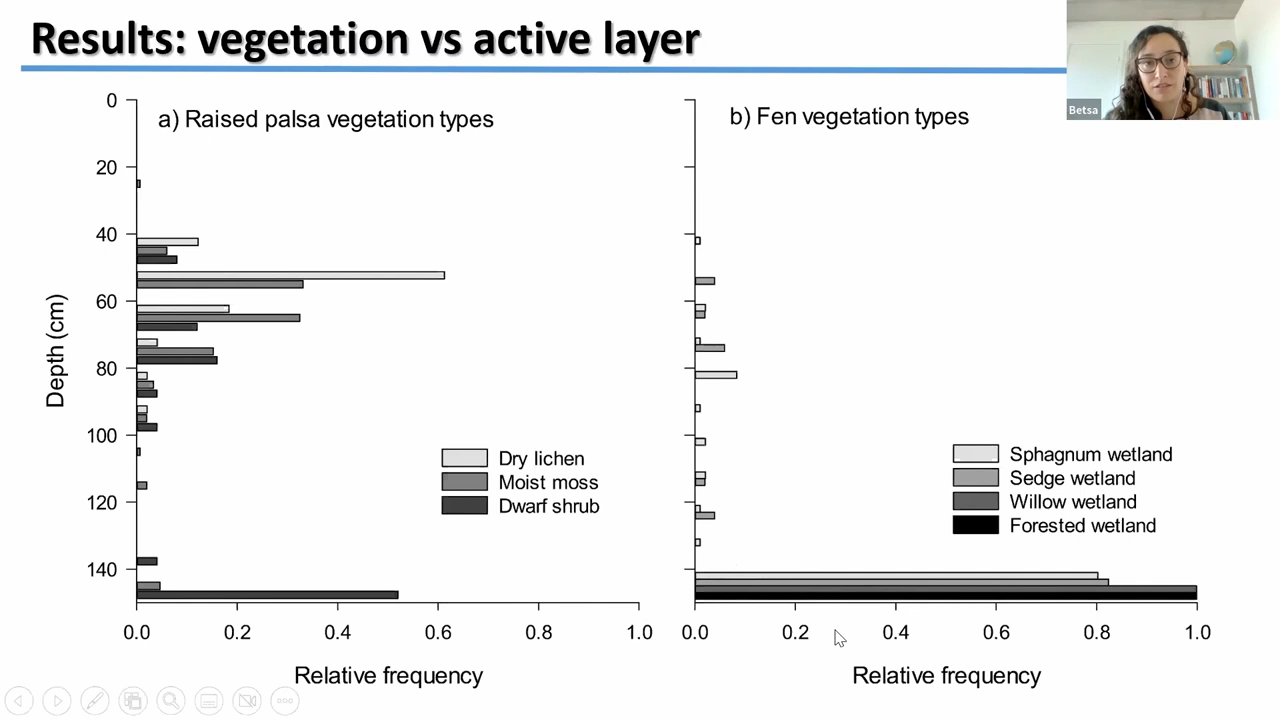 Results: vegetation vs active layer
Betsa
a) Raised palsa vegetation types
0
20
40
60
80
100
120
140
Depth (cm)
Dry lichen
Moist moss
Dwarf shrub
0.0 0.2 0.4 0.6 0.8 1.0
Relative frequency
b) Fen vegetation types
Sphagnum wetland
Sedge wetland
Willow wetland
Forested wetland
0.0 0.2 0.4 0.6 0.8 1.0
Relative frequency